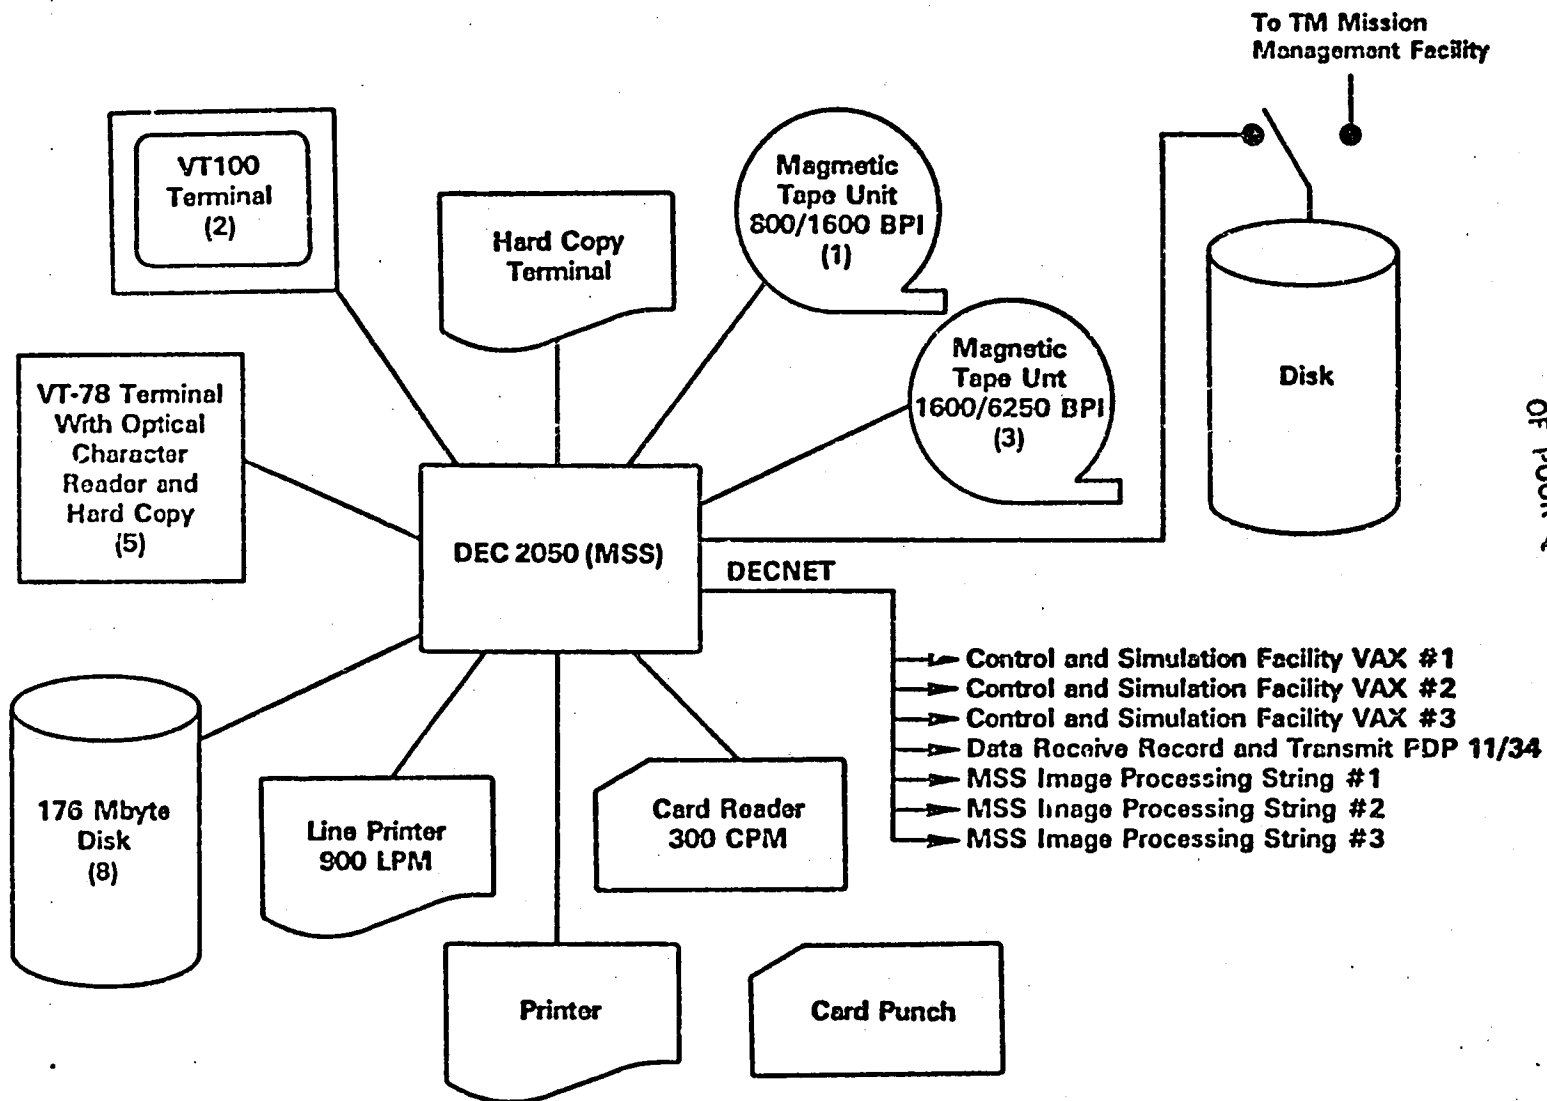 To TM Mission
Management Facility
VT100
Terminal
(2)
Hard Copy
Terminal
Magmetic
Tape Unit
800/1600 BPI
(1)
Magnetic
Tape Unt
1600/6250 BPI
(3)
Disk
VT-78 Terminal
With Optical
Character
Reader and
Hard Copy
(5)
DEC 2050 (MSS)
DECNET
Control and Simulation Facility VAX #1
Control and Simulation Facility VAX #2
Control and Simulation Facility VAX #3
Data Receive Record and Transmit PDP 11/34
MSS Image Processing String #1
MSS Image Processing String #2
MSS Image Processing String #3
176 Mbyte
Disk
(8)
Line Printer
900 LPM
Card Reader
300 CPM
Printer
Card Punch
OF POOR